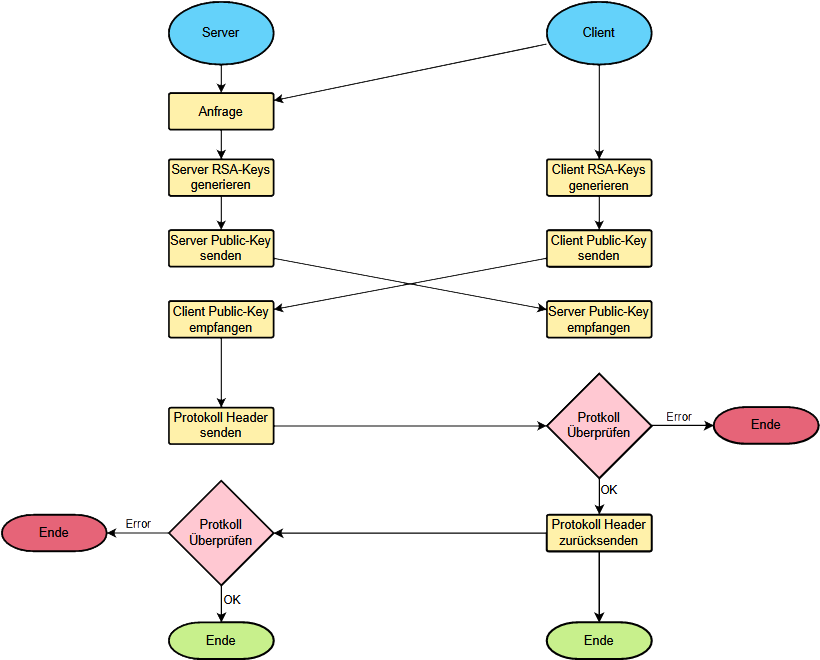 Server
Client
Anfrage
Server RSA-Keys
generieren
Client RSA-Keys
generieren
Server Public-Key
senden
Client Public-Key
senden
Client Public-Key
empfangen
Server Public-Key
empfangen
Protokoll Header
senden
Protkoll
Überprüfen
Error
Ende
OK
Ende
Error
Protkoll
Überprüfen
Protokoll Header
zurücksenden
OK
Ende
Ende